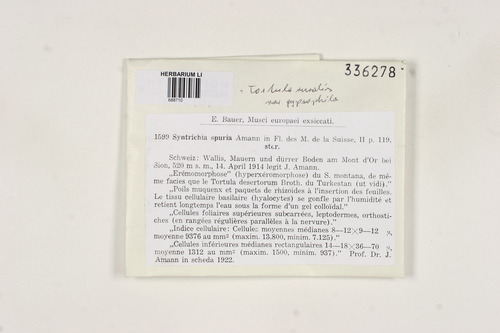 HERBARIUM LI
688710
336278
= Tortula muralis
var gypsophila
E. Bauer, Musci europaei exsiccati.
1599 Syntrichia spuria Amann in Fl. des M. de la Suisse, II p. 119,
st.r.
Schweiz: Wallis, Mauern und dürrer Boden am Mont d'Or bei
Sion, 520 m s. m., 14. April 1914 legit J. Amann.
„Erémomorphose" (hyperxéromorphose) du S. montana, de mê-
me facies que le Tortula desertorum Broth. du Turkestan (ut vidi)."
„Poils muquenx et paquets de rhizoides à l'insertion des feuilles.
Le tissu cellulaire basilaire (hyalocytes) se gonfle par l'humidité et
retient longtemps l'eau sous la forme d'un gel colloïdal."
„Cellules foliaires supérieures subcarrées, leptodermes, orthosti-
ches (en rangées régulières parallèles à la nervure)."
„Indice cellulaire: Cellule; moyennes médianes 8—12×9—12 μ,
moyenne 9376 au mm² (maxim. 13.800, minim. 7.125)."
„Cellules inférieures médianes rectangulaires 14—18×36—70 μ,
moyenne 1312 au mm² (maxim. 1500, minim. 937)." Prof. Dr. J.
Amann in scheda 1922.